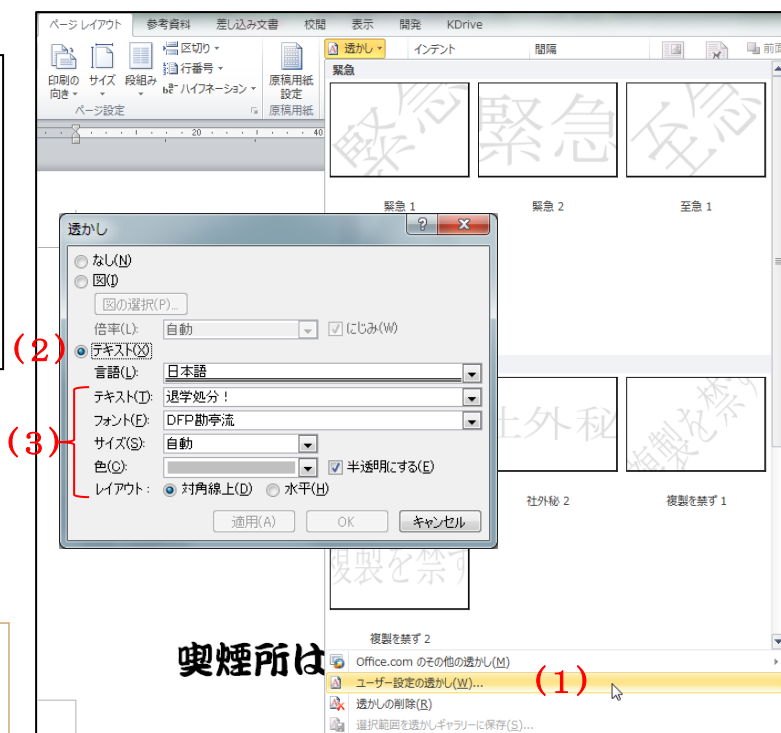 ページ レイアウト 参考資料 差し込み文書 校閲 表示 開発 KDrive
印刷の向き サイズ 段組み
区切り
行番号
ハイフネーション
原稿用紙設定
透かし インデント 間隔 前面
ページ設定 原稿用紙
20 40
緊急
緊急 緊急 至急
緊急 1 緊急 2 至急 1
透かし
なし(N)
図(I)
図の選択(P)...
倍率(L): 自動 にじみ(W)
(2) テキスト(X)
言語(L): 日本語
(3)
テキスト(T): 退学処分！
フォント(F): DFP勘亭流
サイズ(S): 自動
色(C): 半透明にする(E)
レイアウト: 対角線上(D) 水平(H)
適用(A) OK キャンセル
社外秘 複製を禁ず
社外秘 2 複製を禁ず 1
複製を禁ず
複製を禁ず 2
喫煙所は
Office.com のその他の透かし(M)
ユーザー設定の透かし(W)... (1)
透かしの削除(R)
選択範囲を透かしギャラリーに保存(S)...